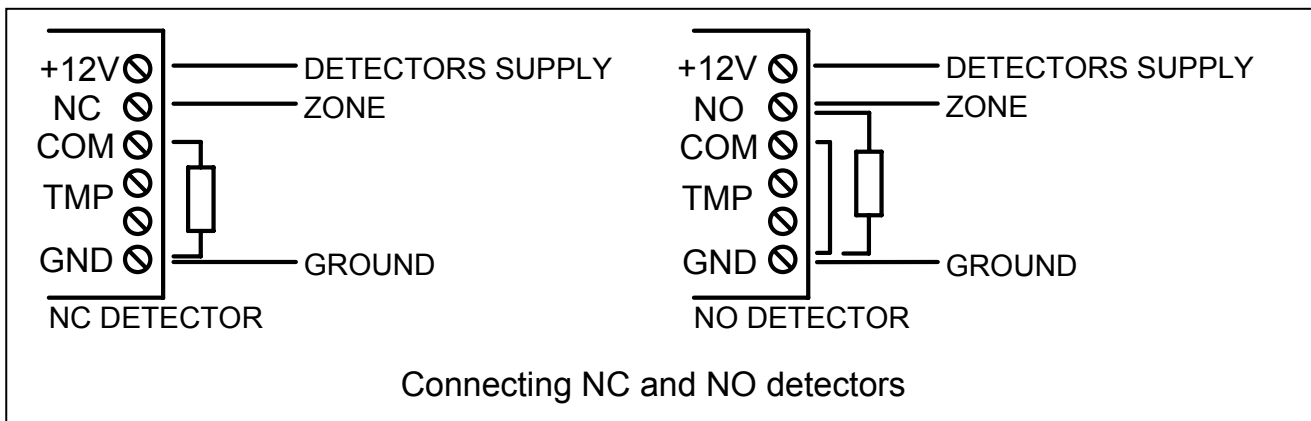 +12V
DETECTORS SUPPLY
NC
ZONE
COM
TMP
GND
GROUND
NC DETECTOR
+12V
DETECTORS SUPPLY
NO
ZONE
COM
TMP
GND
GROUND
NO DETECTOR
Connecting NC and NO detectors